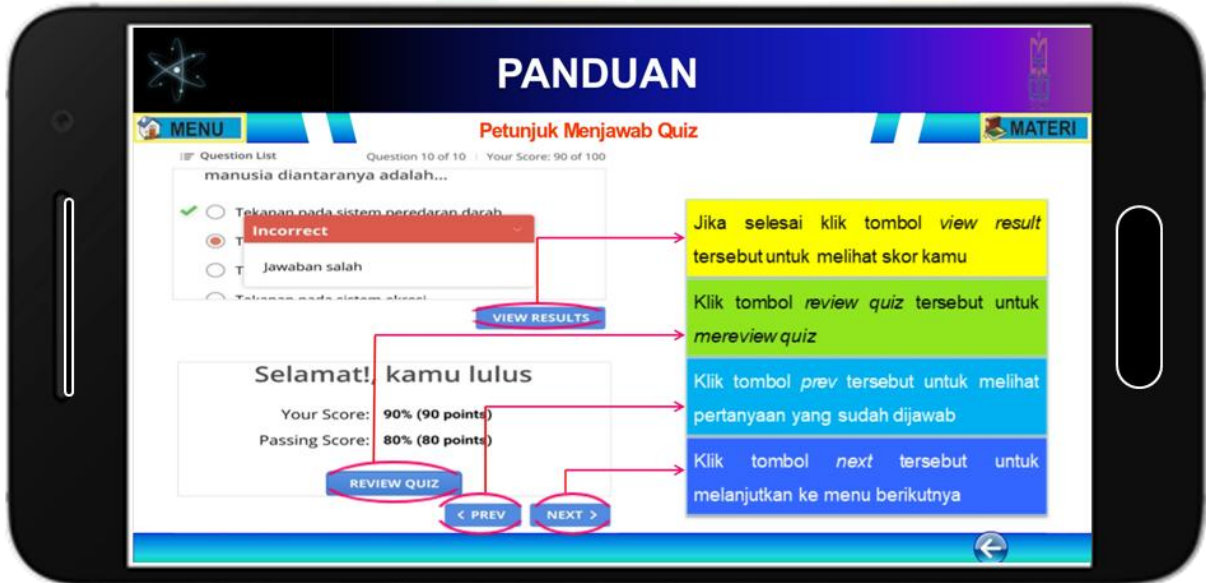 PANDUAN
MENU
Petunjuk Menjawab Quiz
MATERI
Question List
Question 10 of 10 | Your Score: 90 of 100
manusia diantaranya adalah...
Tekanan pada sistem peredaran darah
T
Incorrect
T
Jawaban salah
Tekanan pada sistem ekresi
VIEW RESULTS
Selamat!, kamu lulus
Your Score: 90% (90 points)
Passing Score: 80% (80 points)
REVIEW QUIZ
< PREV
NEXT >
Jika selesai klik tombol view result
tersebut untuk melihat skor kamu
Klik tombol review quiz tersebut untuk
mereview quiz
Klik tombol prev tersebut untuk melihat
pertanyaan yang sudah dijawab
Klik tombol next tersebut untuk
melanjutkan ke menu berikutnya